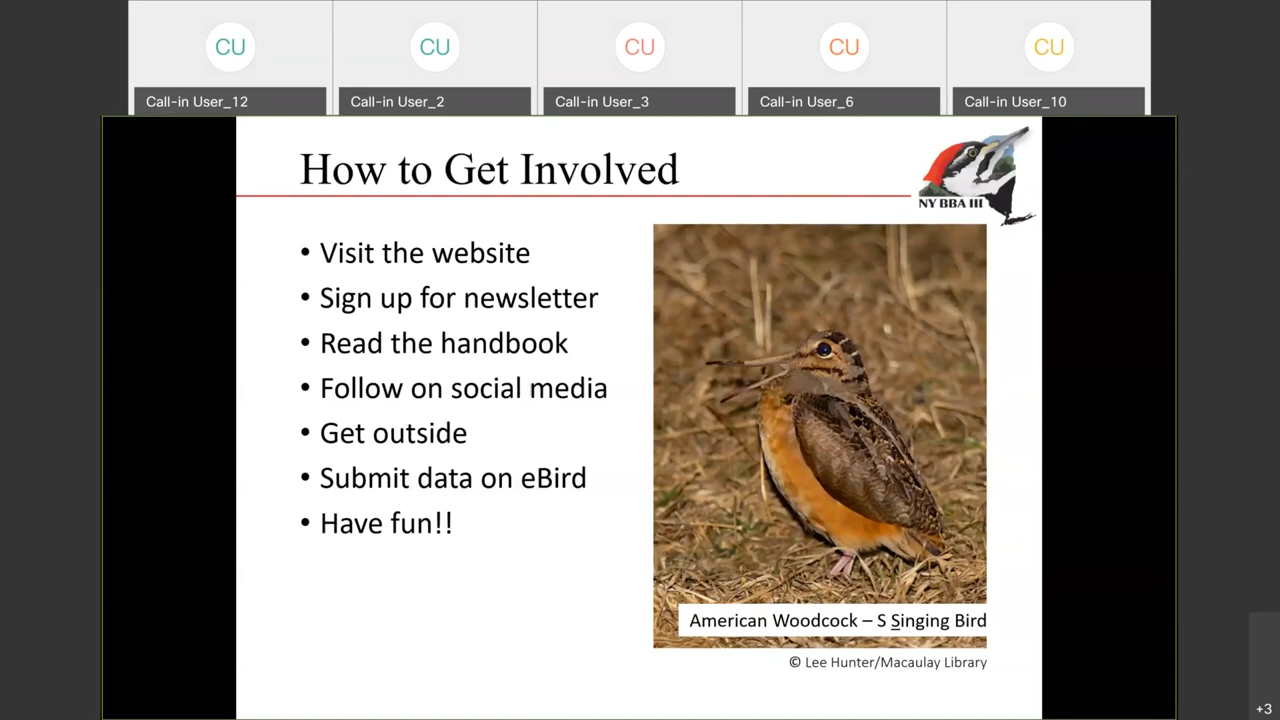 CU
CU
CU
CU
CU
Call-in User_12
Call-in User_2
Call-in User_3
Call-in User_6
Call-in User_10
How to Get Involved
NY BBA III
• Visit the website
• Sign up for newsletter
• Read the handbook
• Follow on social media
• Get outside
• Submit data on eBird
• Have fun!!
American Woodcock – S Singing Bird
© Lee Hunter/Macaulay Library
+3